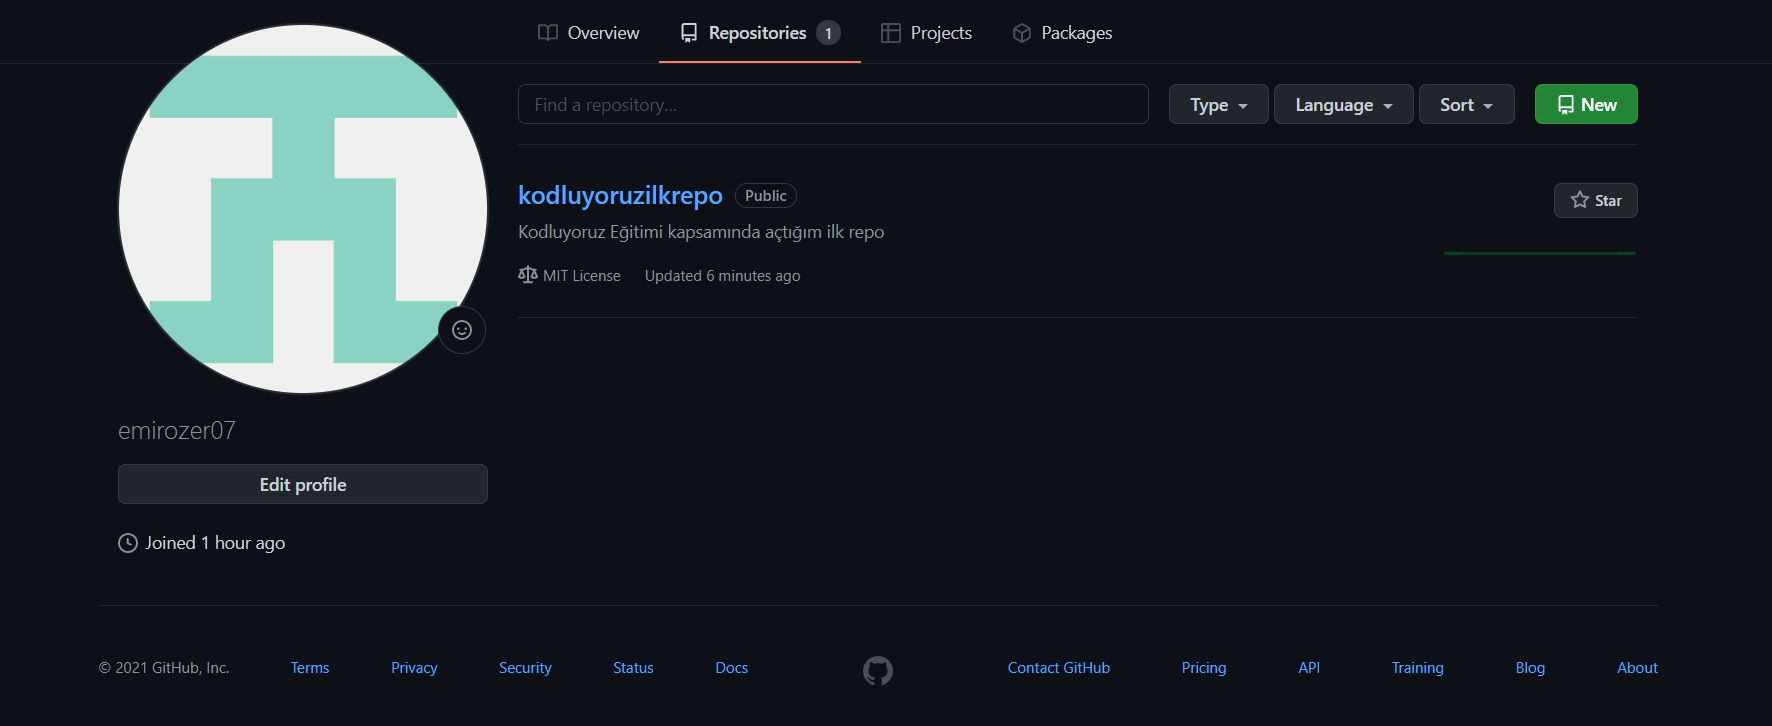 Overview Repositories 1 Projects Packages
Find a repository...
Type Language Sort New
kodluyoruzilkrepo Public
Star
Kodluyoruz Eğitimi kapsamında açtığım ilk repo
MIT License Updated 6 minutes ago
emirozer07
Edit profile
Joined 1 hour ago
© 2021 GitHub, Inc. Terms Privacy Security Status Docs Contact GitHub Pricing API Training Blog About